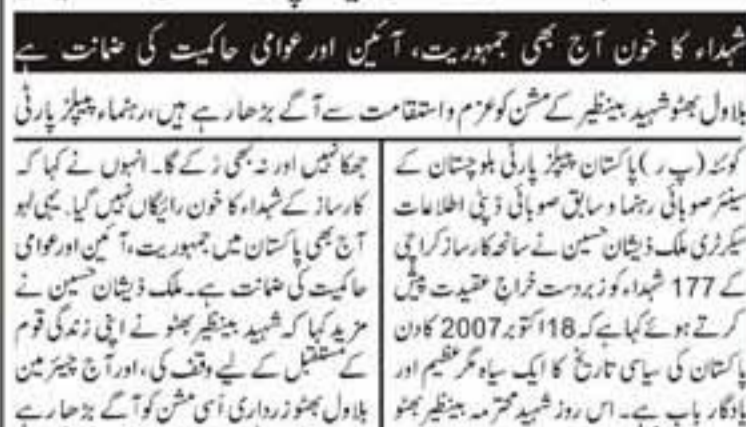 شہداء کا خون آج بھی جمہوریت، آئین اور عوامی حاکمیت کی ضمانت ہے
بلاول بھٹو شہید بینظیر کے مشن کو عزم و استقامت سے آگے بڑھا رہے ہیں، رہنماء پیپلز پارٹی
کوئٹہ (پ ر) پاکستان پیپلز پارٹی بلوچستان کے
سینئر صوبائی رہنما و سابق صوبائی ڈپٹی اطلاعات
سیکرٹری ملک ذیشان حسین نے سانحہ کارساز کراچی
کے 177 شہداء کو زبردست خراج عقیدت پیش
کرتے ہوئے کہا ہے کہ 18 اکتوبر 2007 کا دن
پاکستان کی سیاسی تاریخ کا ایک سیاہ مگر عظیم اور
یادگار باب ہے۔ اس روز شہید محترمہ بینظیر بھٹو
جھکا نہیں اور نہ بھی رُکے گا۔ انہوں نے کہا کہ
کارساز کے شہداء کا خون رائیگاں نہیں گیا۔ یہی لہو
آج بھی پاکستان میں جمہوریت، آئین اور عوامی
حاکمیت کی ضمانت ہے۔ ملک ذیشان حسین نے
مزید کہا کہ شہید بینظیر بھٹو نے اپنی زندگی قوم
کے مستقبل کے لیے وقف کی، اور آج چیئرمین
بلاول بھٹو زرداری اُسی مشن کو آگے بڑھا رہے